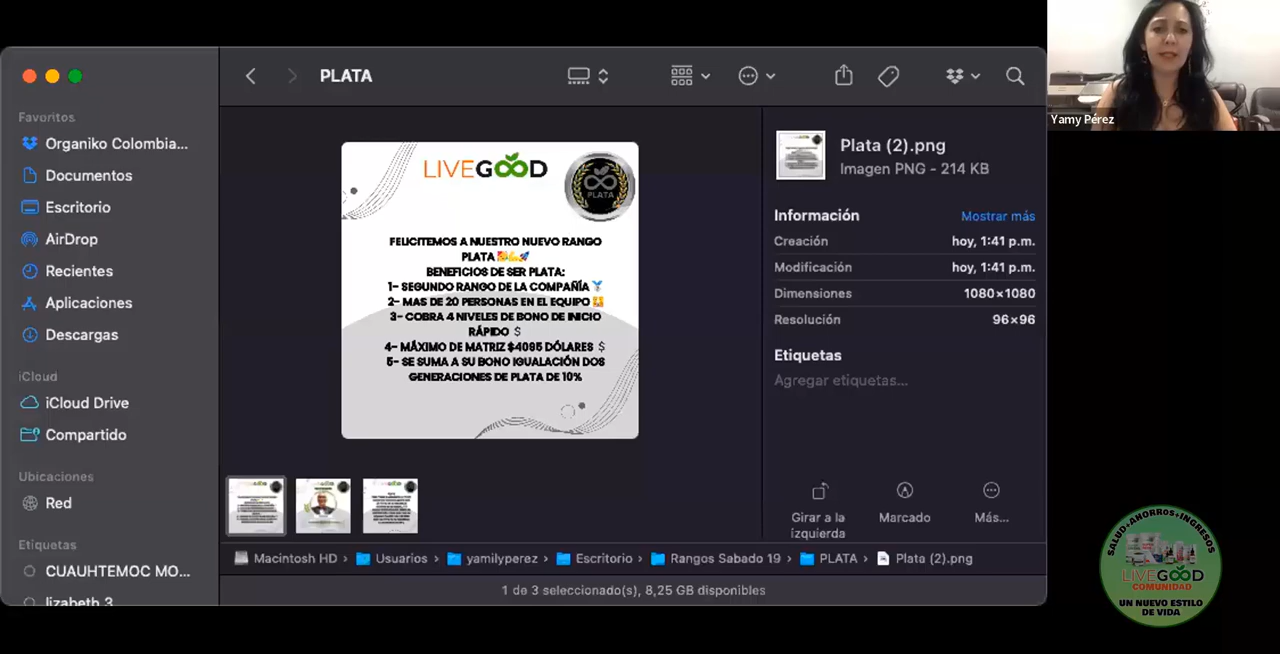 PLATA
Yamy Pérez
Favoritos
Organiko Colombia...
Documentos
Escritorio
AirDrop
Recientes
Aplicaciones
Descargas
iCloud
iCloud Drive
Compartido
Ubicaciones
Red
Etiquetas
CUAUHTEMOC MO...
lizabeth 3
LIVEGOOD
PLATA
FELICITEMOS A NUESTRO NUEVO RANGO
PLATA 🎉💪🚀
BENEFICIOS DE SER PLATA:
1- SEGUNDO RANGO DE LA COMPAÑÍA 🏅
2- MAS DE 20 PERSONAS EN EL EQUIPO
3- COBRA 4 NIVELES DE BONO DE INICIO
RÁPIDO $
4- MÁXIMO DE MATRIZ $4095 DÓLARES $
5- SE SUMA A SU BONO IGUALACIÓN DOS
GENERACIONES DE PLATA DE 10%
Plata (2).png
Imagen PNG - 214 KB
Información Mostrar más
Creación hoy, 1:41 p.m.
Modificación hoy, 1:41 p.m.
Dimensiones 1080×1080
Resolución 96×96
Etiquetas
Agregar etiquetas...
Girar a la
izquierda
Marcado
Más...
Macintosh HD › Usuarios › yamilyperez › Escritorio › Rangos Sabado 19 › PLATA › Plata (2).png
1 de 3 seleccionado(s), 8,25 GB disponibles
SALUD+AHORROS+INGRESOS
LIVEGOOD
COMUNIDAD
UN NUEVO ESTILO
DE VIDA